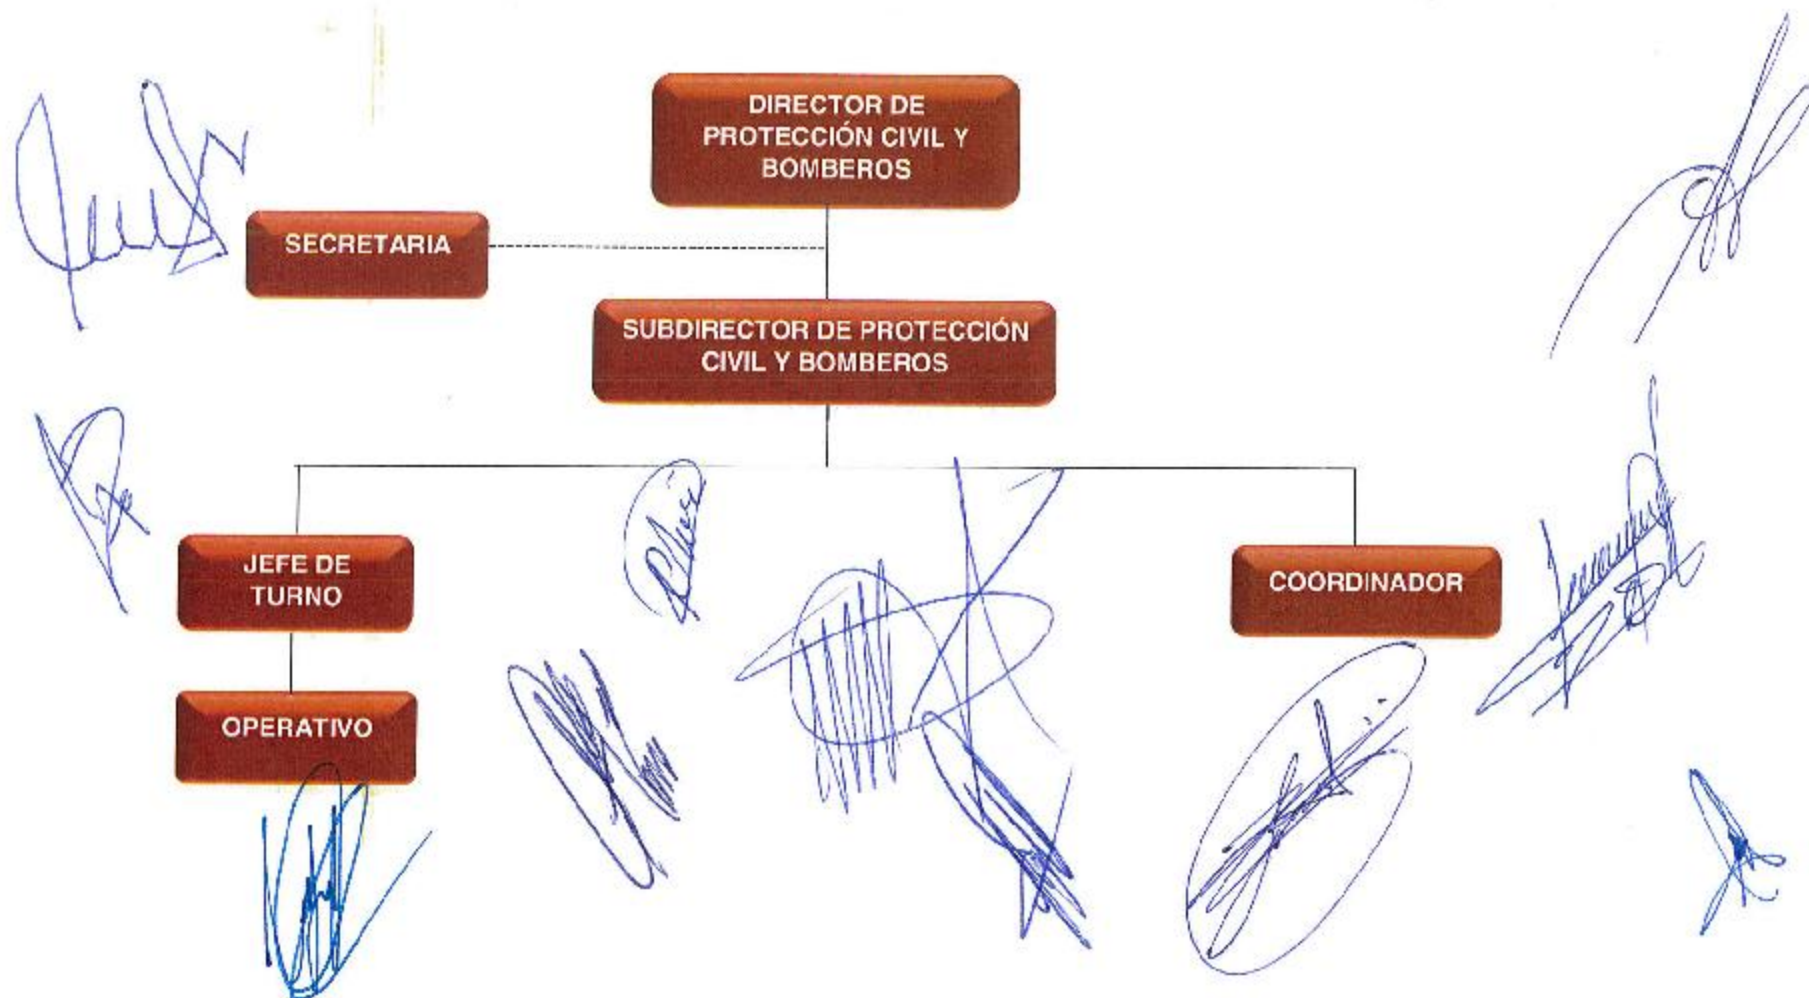 DIRECTOR DE
PROTECCIÓN CIVIL Y
BOMBEROS
SECRETARIA
SUBDIRECTOR DE PROTECCIÓN
CIVIL Y BOMBEROS
JEFE DE
TURNO
COORDINADOR
OPERATIVO